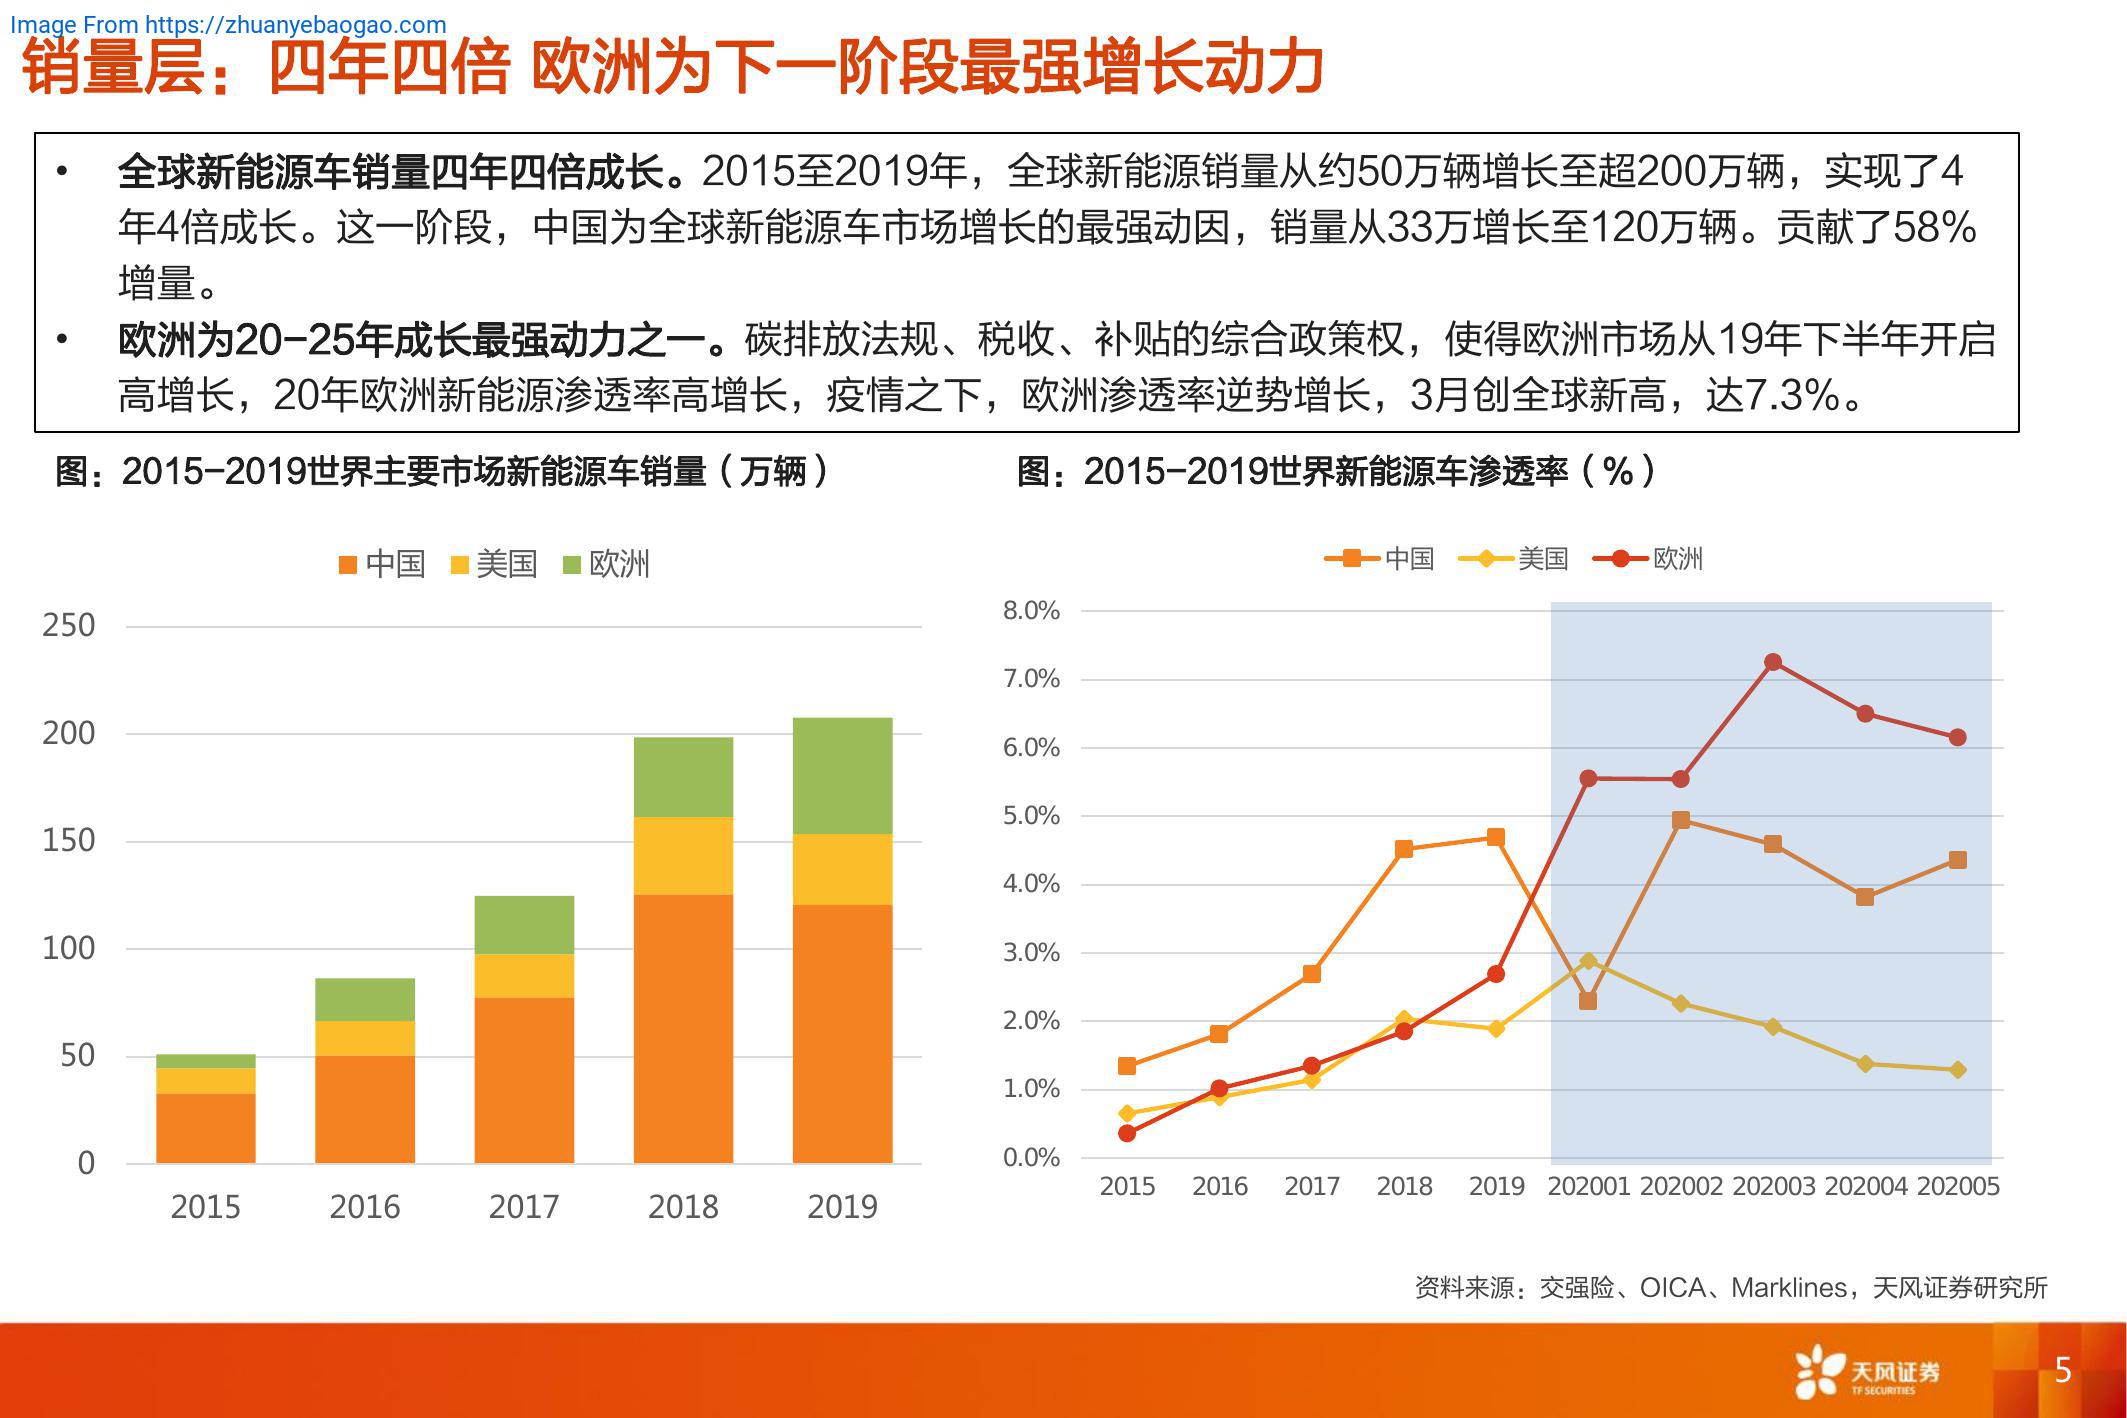 Image From https://zhuanyebaogao.com
销量层：四年四倍 欧洲为下一阶段最强增长动力
• 全球新能源车销量四年四倍成长。2015至2019年，全球新能源销量从约50万辆增长至超200万辆，实现了4
年4倍成长。这一阶段，中国为全球新能源车市场增长的最强动因，销量从33万增长至120万辆。贡献了58%
增量。
• 欧洲为20-25年成长最强动力之一。碳排放法规、税收、补贴的综合政策权，使得欧洲市场从19年下半年开启
高增长，20年欧洲新能源渗透率高增长，疫情之下，欧洲渗透率逆势增长，3月创全球新高，达7.3%。
图：2015-2019世界主要市场新能源车销量（万辆）
中国 美国 欧洲
250
200
150
100
50
0
2015 2016 2017 2018 2019
图：2015-2019世界新能源车渗透率（%）
中国 美国 欧洲
8.0%
7.0%
6.0%
5.0%
4.0%
3.0%
2.0%
1.0%
0.0%
2015 2016 2017 2018 2019 202001 202002 202003 202004 202005
资料来源：交强险、OICA、Marklines，天风证券研究所
天风证券
TF SECURITIES
5